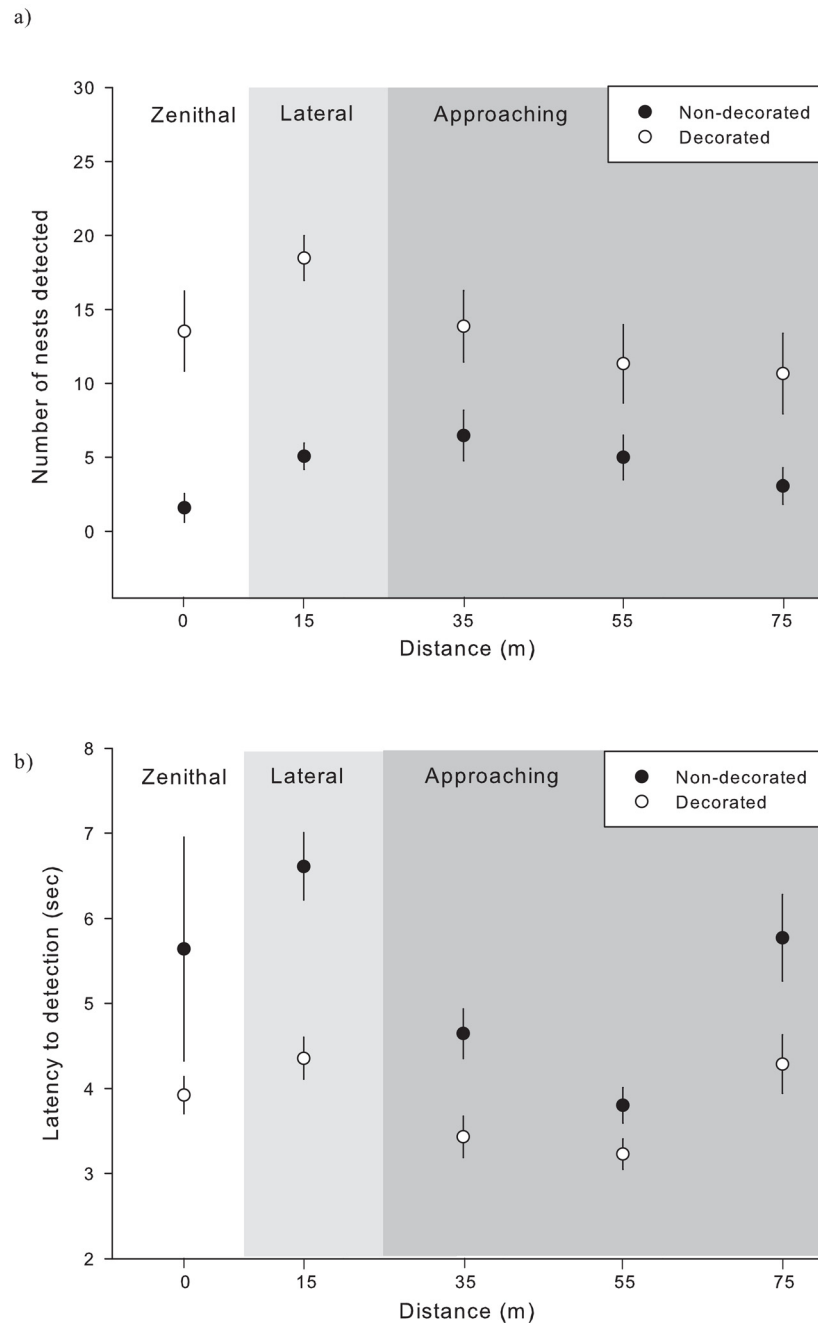 a)
30
25
20
15
10
5
0
Number of nests detected
Zenithal
Lateral
Approaching
Non-decorated
Decorated
0 15 35 55 75
Distance (m)
b)
8
7
6
5
4
3
2
Latency to detection (sec)
Zenithal
Lateral
Approaching
Non-decorated
Decorated
0 15 35 55 75
Distance (m)